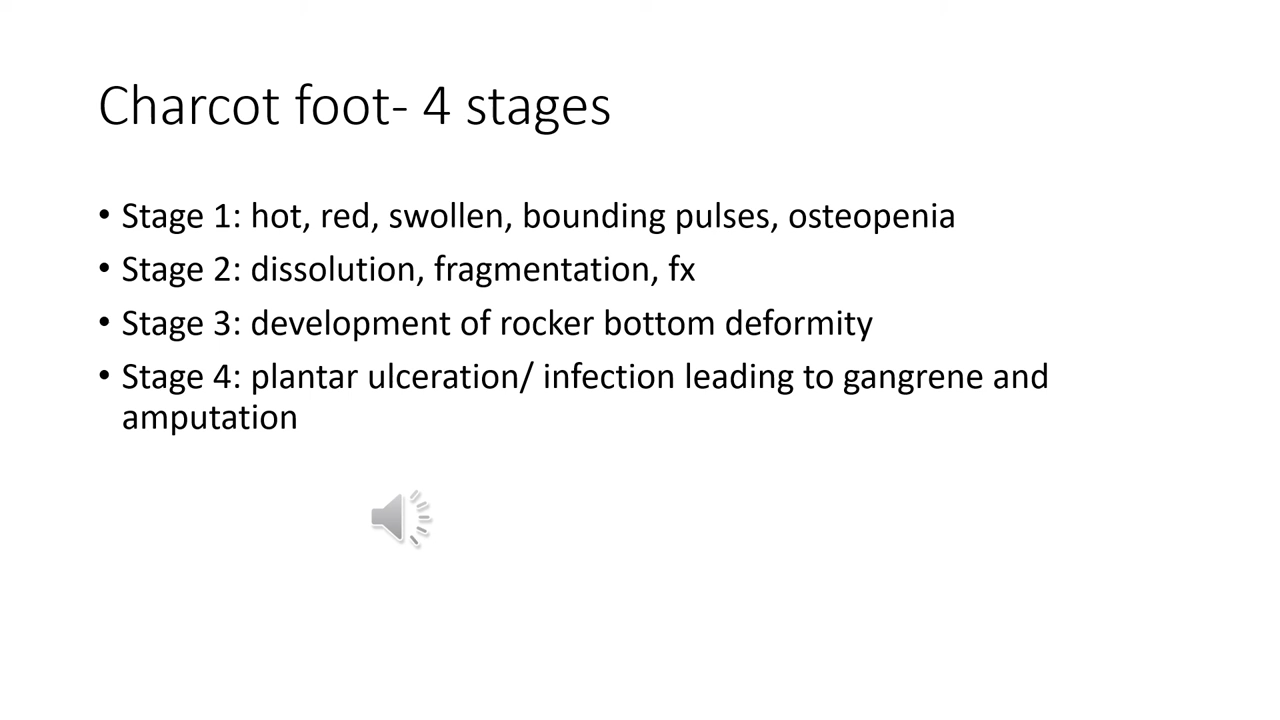 Charcot foot- 4 stages
• Stage 1: hot, red, swollen, bounding pulses, osteopenia
• Stage 2: dissolution, fragmentation, fx
• Stage 3: development of rocker bottom deformity
• Stage 4: plantar ulceration/ infection leading to gangrene and
amputation